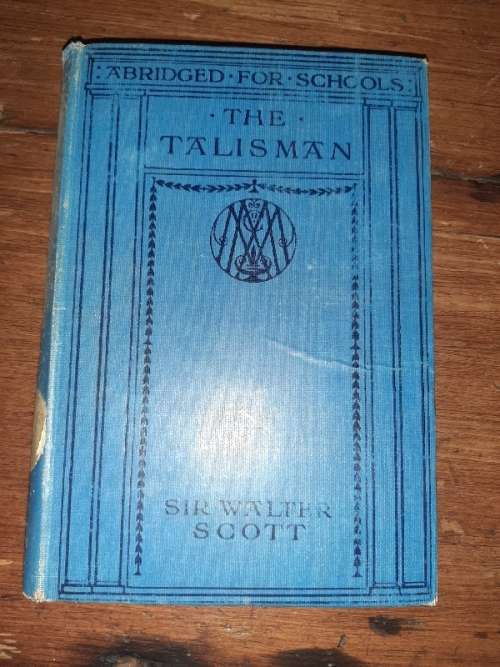 : ABRIDGED · FOR · SCHOOLS :
· THE ·
TALISMAN
SIR WALTER
SCOTT